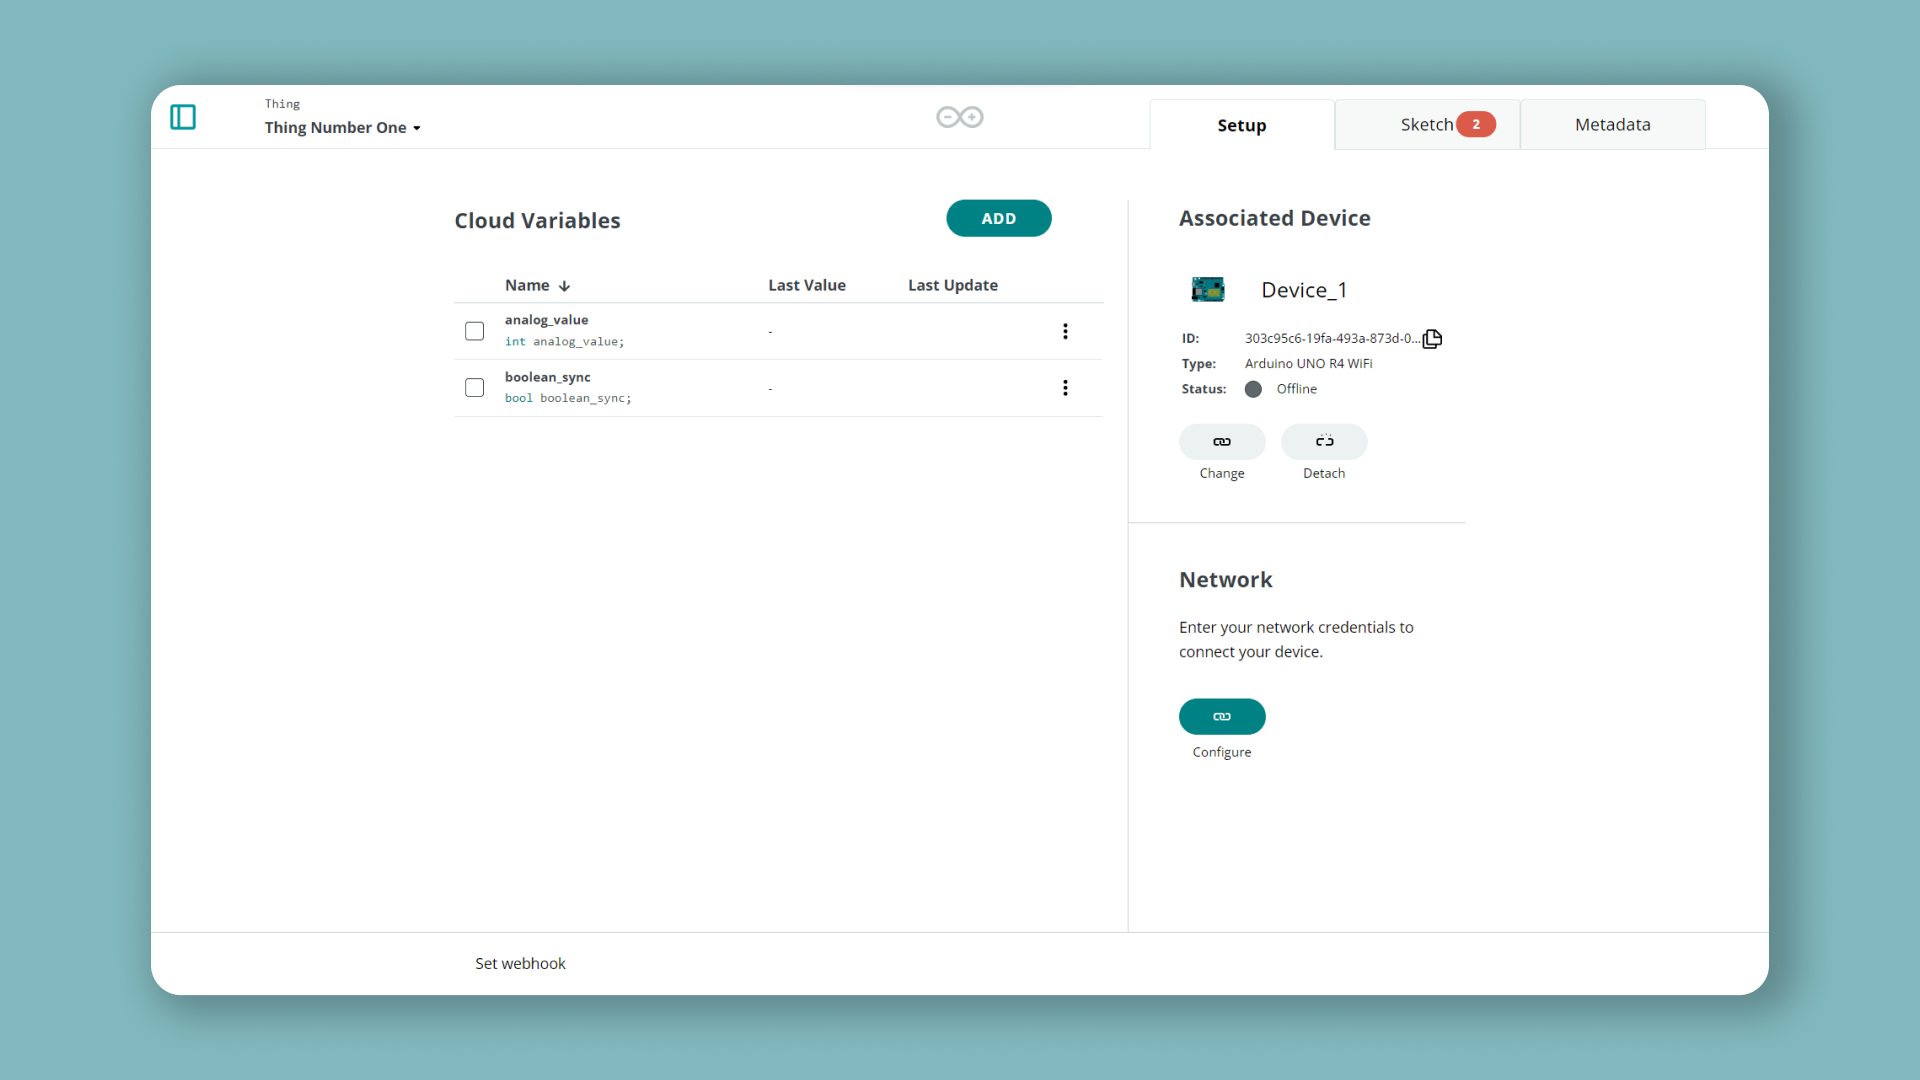 Thing
Thing Number One
Setup
Sketch 2
Metadata
Cloud Variables
ADD
Name Last Value Last Update
analog_value
int analog_value;
-
boolean_sync
bool boolean_sync;
-
Associated Device
Device_1
ID: 303c95c6-19fa-493a-873d-0...
Type: Arduino UNO R4 WiFi
Status: Offline
Change
Detach
Network
Enter your network credentials to
connect your device.
Configure
Set webhook